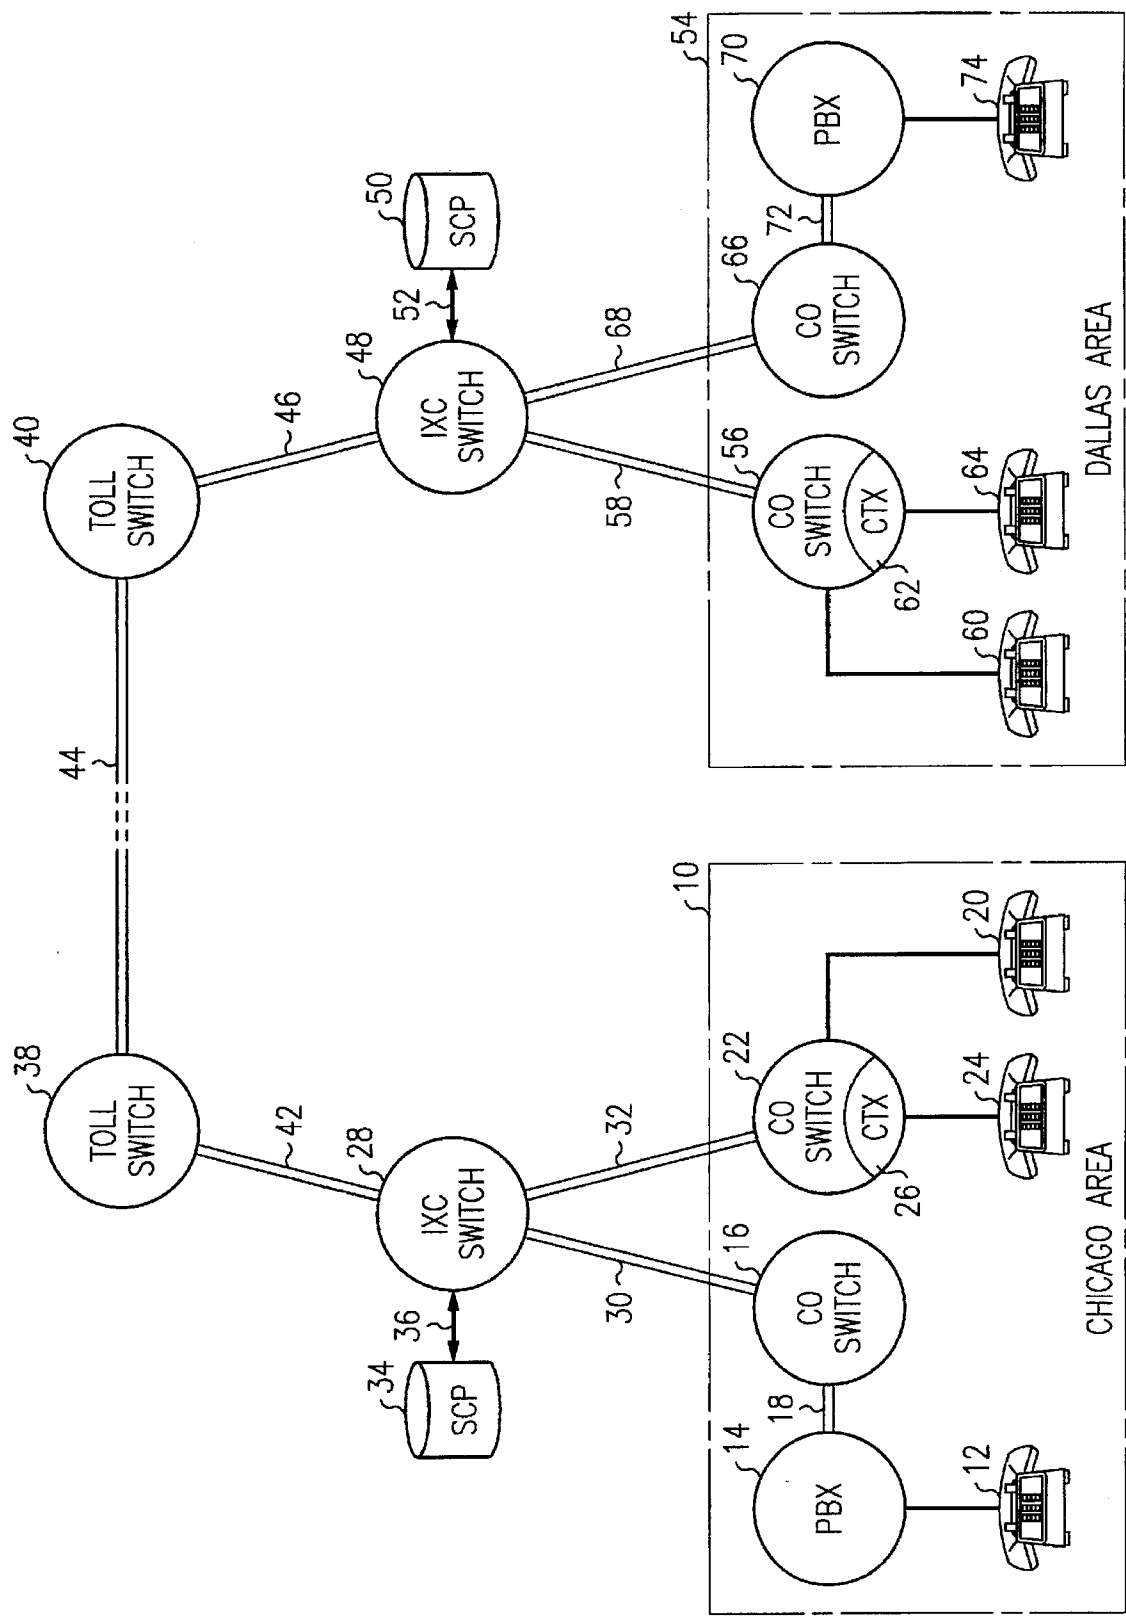 38
TOLL
SWITCH
44
40
TOLL
SWITCH
42
46
34
SCP
36
28
IXC
SWITCH
48
IXC
SWITCH
52
50
SCP
30
32
58
68
10
54
14
PBX
18
16
CO
SWITCH
22
CO
SWITCH
CTX
26
12
24
20
CHICAGO AREA
56
CO
SWITCH
CTX
62
66
CO
SWITCH
72
70
PBX
60
64
74
DALLAS AREA